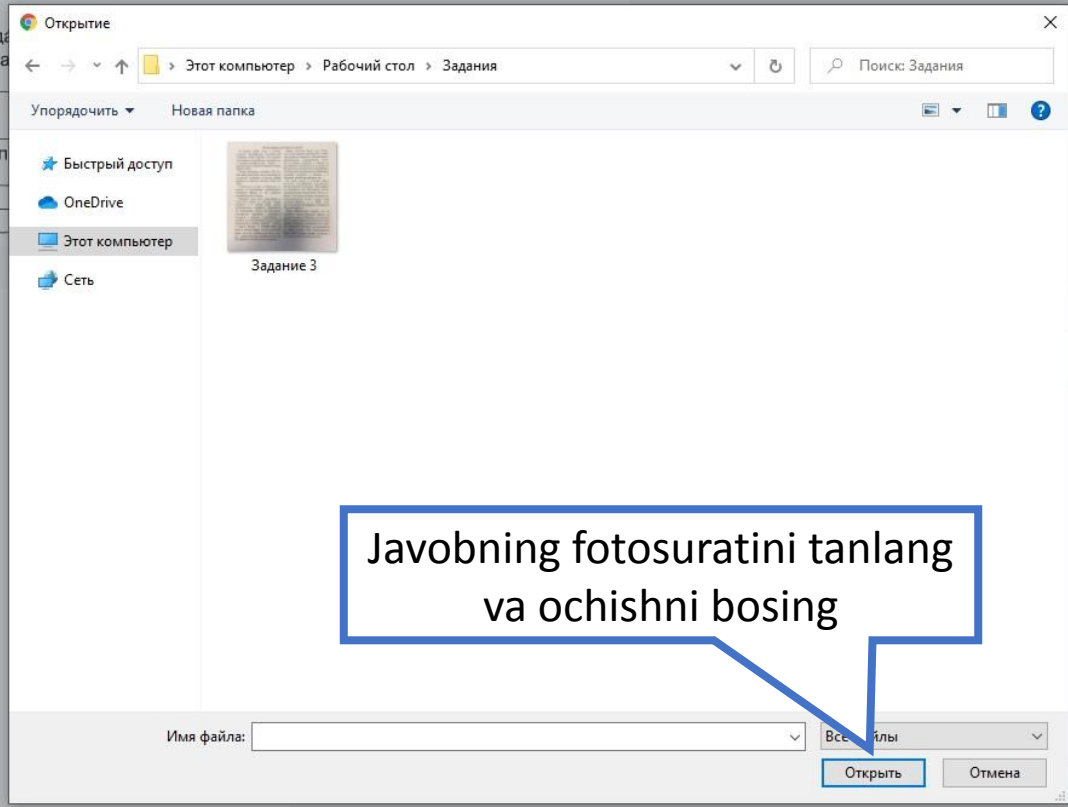 Открытие
Этот компьютер › Рабочий стол › Задания
Поиск: Задания
Упорядочить
Новая папка
Быстрый доступ
OneDrive
Этот компьютер
Сеть
Задание 3
Javobning fotosuratini tanlang
va ochishni bosing
Имя файла:
Открыть
Отмена